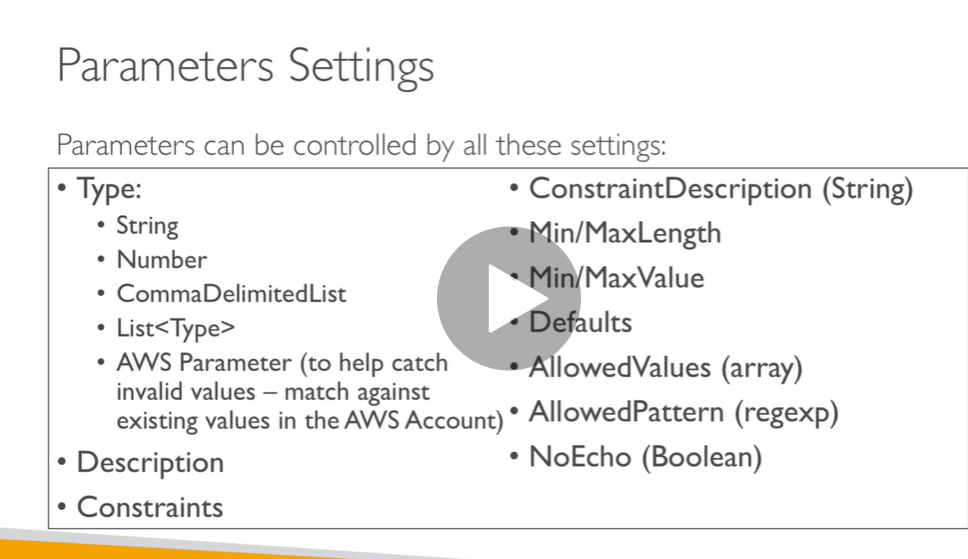 Parameters Settings
Parameters can be controlled by all these settings:
• Type:
• String
• Number
• CommaDelimitedList
• List<Type>
• AWS Parameter (to help catch
invalid values – match against
existing values in the AWS Account)
• Description
• Constraints
• ConstraintDescription (String)
• Min/MaxLength
• Min/MaxValue
• Defaults
• AllowedValues (array)
• AllowedPattern (regexp)
• NoEcho (Boolean)